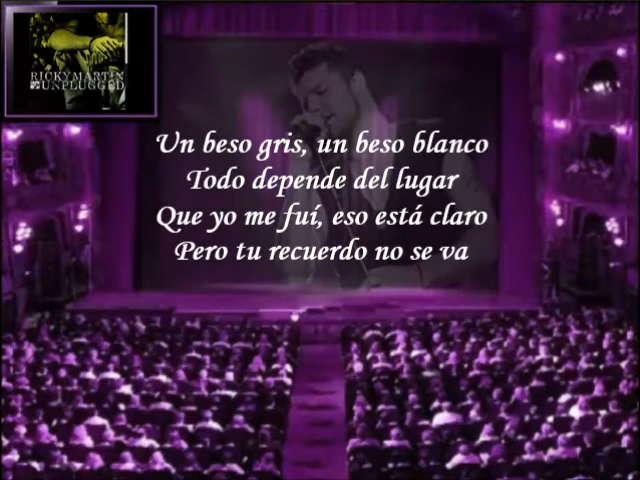 RICKY MARTIN
MTV UNPLUGGED
Un beso gris, un beso blanco
Todo depende del lugar
Que yo me fuí, eso está claro
Pero tu recuerdo no se va